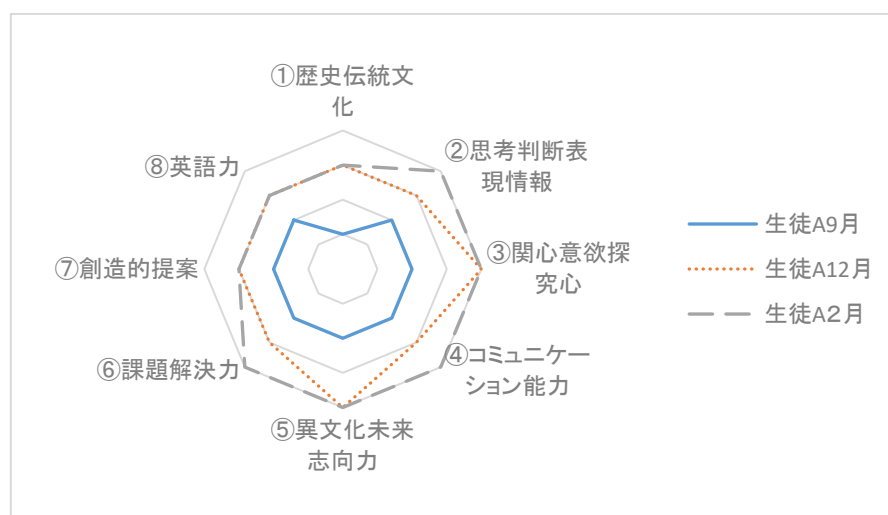 ①歴史伝統文
化
②思考判断表
現情報
③関心意欲探
究心
④コミュニケー
ション能力
⑤異文化未来
志向力
⑥課題解決力
⑦創造的提案
⑧英語力
生徒A9月
生徒A12月
生徒A２月